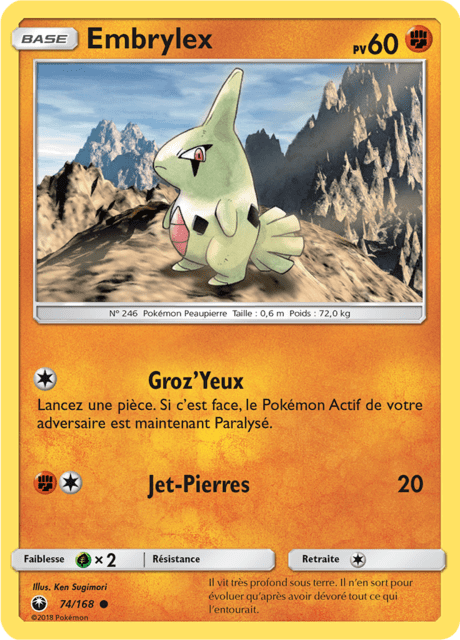 BASE Embrylex PV60
N° 246 Pokémon Peaupierre Taille : 0,6 m Poids : 72,0 kg
Groz'Yeux
Lancez une pièce. Si c'est face, le Pokémon Actif de votre
adversaire est maintenant Paralysé.
Jet-Pierres 20
Faiblesse ×2 Résistance Retraite
Illus. Ken Sugimori
74/168
©2018 Pokémon
Il vit très profond sous terre. Il n'en sort pour
évoluer qu'après avoir dévoré tout ce qui
l'entourait.